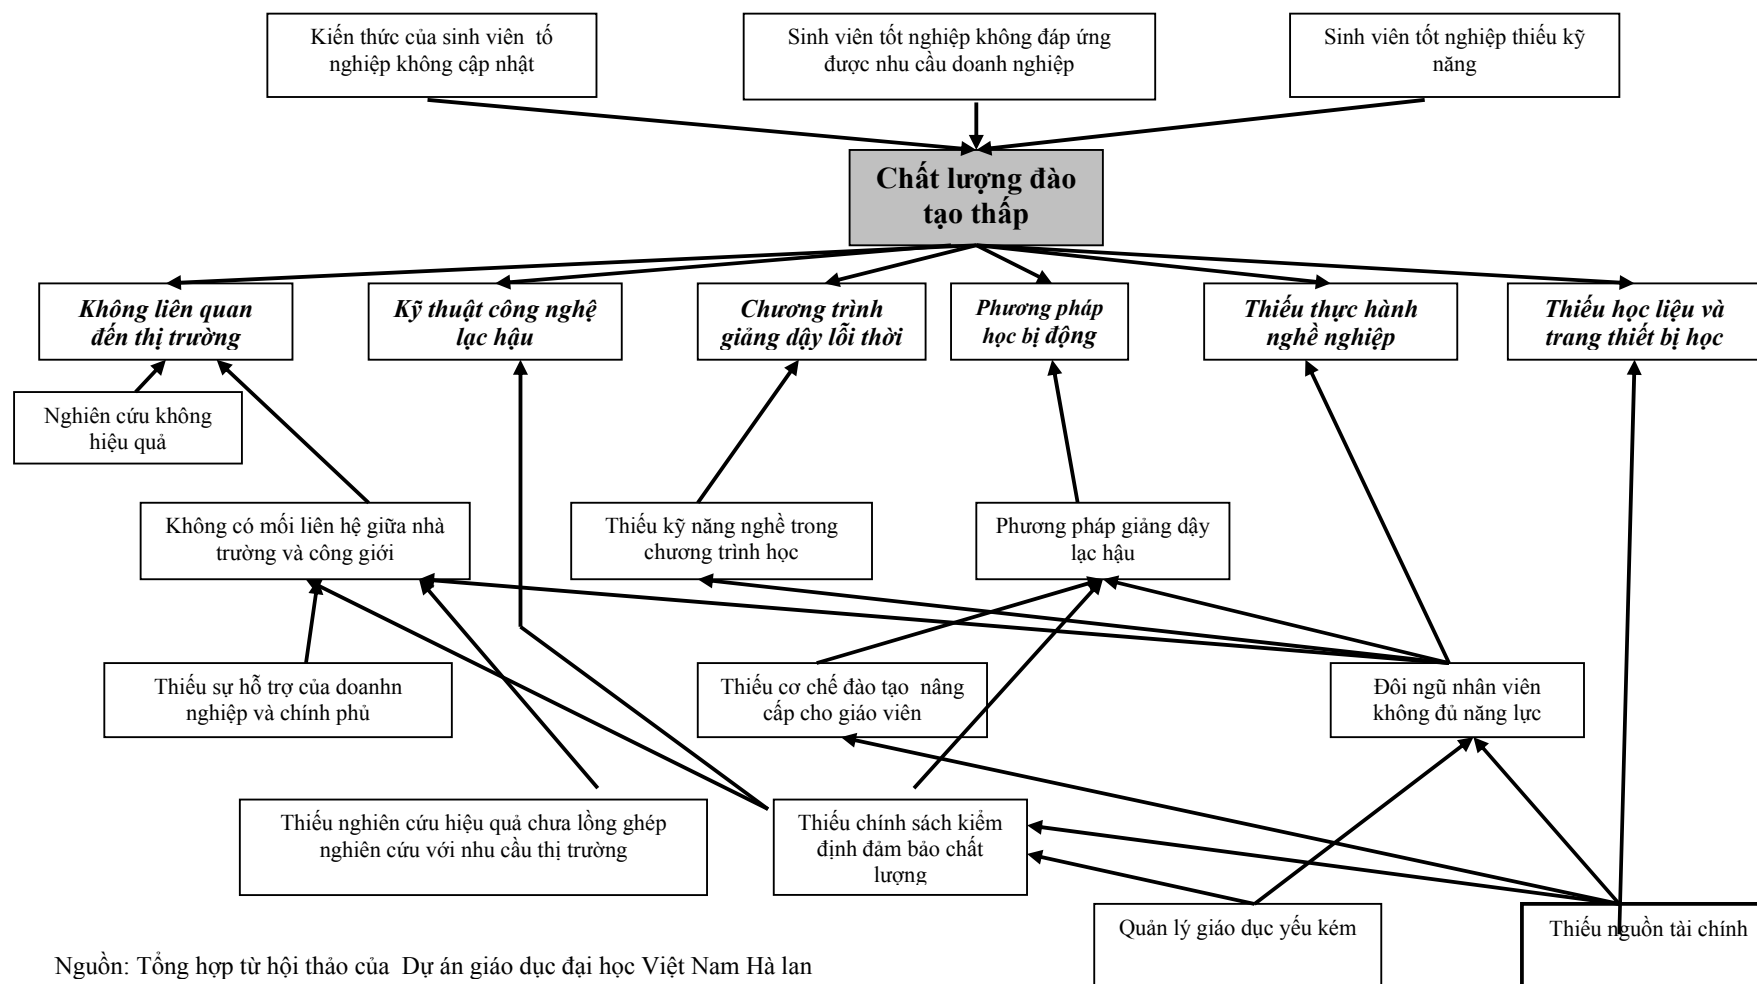 Kiến thức của sinh viên  tố
nghiệp không cập nhật
Sinh viên tốt nghiệp không đáp ứng
được nhu cầu doanh nghiệp
Sinh viên tốt nghiệp thiếu kỹ
năng
Chất lượng đào
tạo thấp
Không liên quan
đến thị trường
Kỹ thuật công nghệ
lạc hậu
Chương trình
giảng dậy lỗi thời
Phương pháp
học bị động
Thiếu thực hành
nghề nghiệp
Thiếu học liệu và
trang thiết bị học
Nghiên cứu không
hiệu quả
Không có mối liên hệ giữa nhà
trường và công giới
Thiếu kỹ năng nghề trong
chương trình học
Phương pháp giảng dậy
lạc hậu
Thiếu sự hỗ trợ của doanhn
nghiệp và chính phủ
Thiếu cơ chế đào tạo  nâng
cấp cho giáo viên
Đôi ngũ nhân viên
không đủ năng lực
Thiếu nghiên cứu hiệu quả chưa lồng ghép
nghiên cứu với nhu cầu thị trường
Thiếu chính sách kiểm
định đảm bảo chất
lượng
Quản lý giáo dục yếu kém
Thiếu nguồn tài chính
Nguồn: Tổng hợp từ hội thảo của  Dự án giáo dục đại học Việt Nam Hà lan